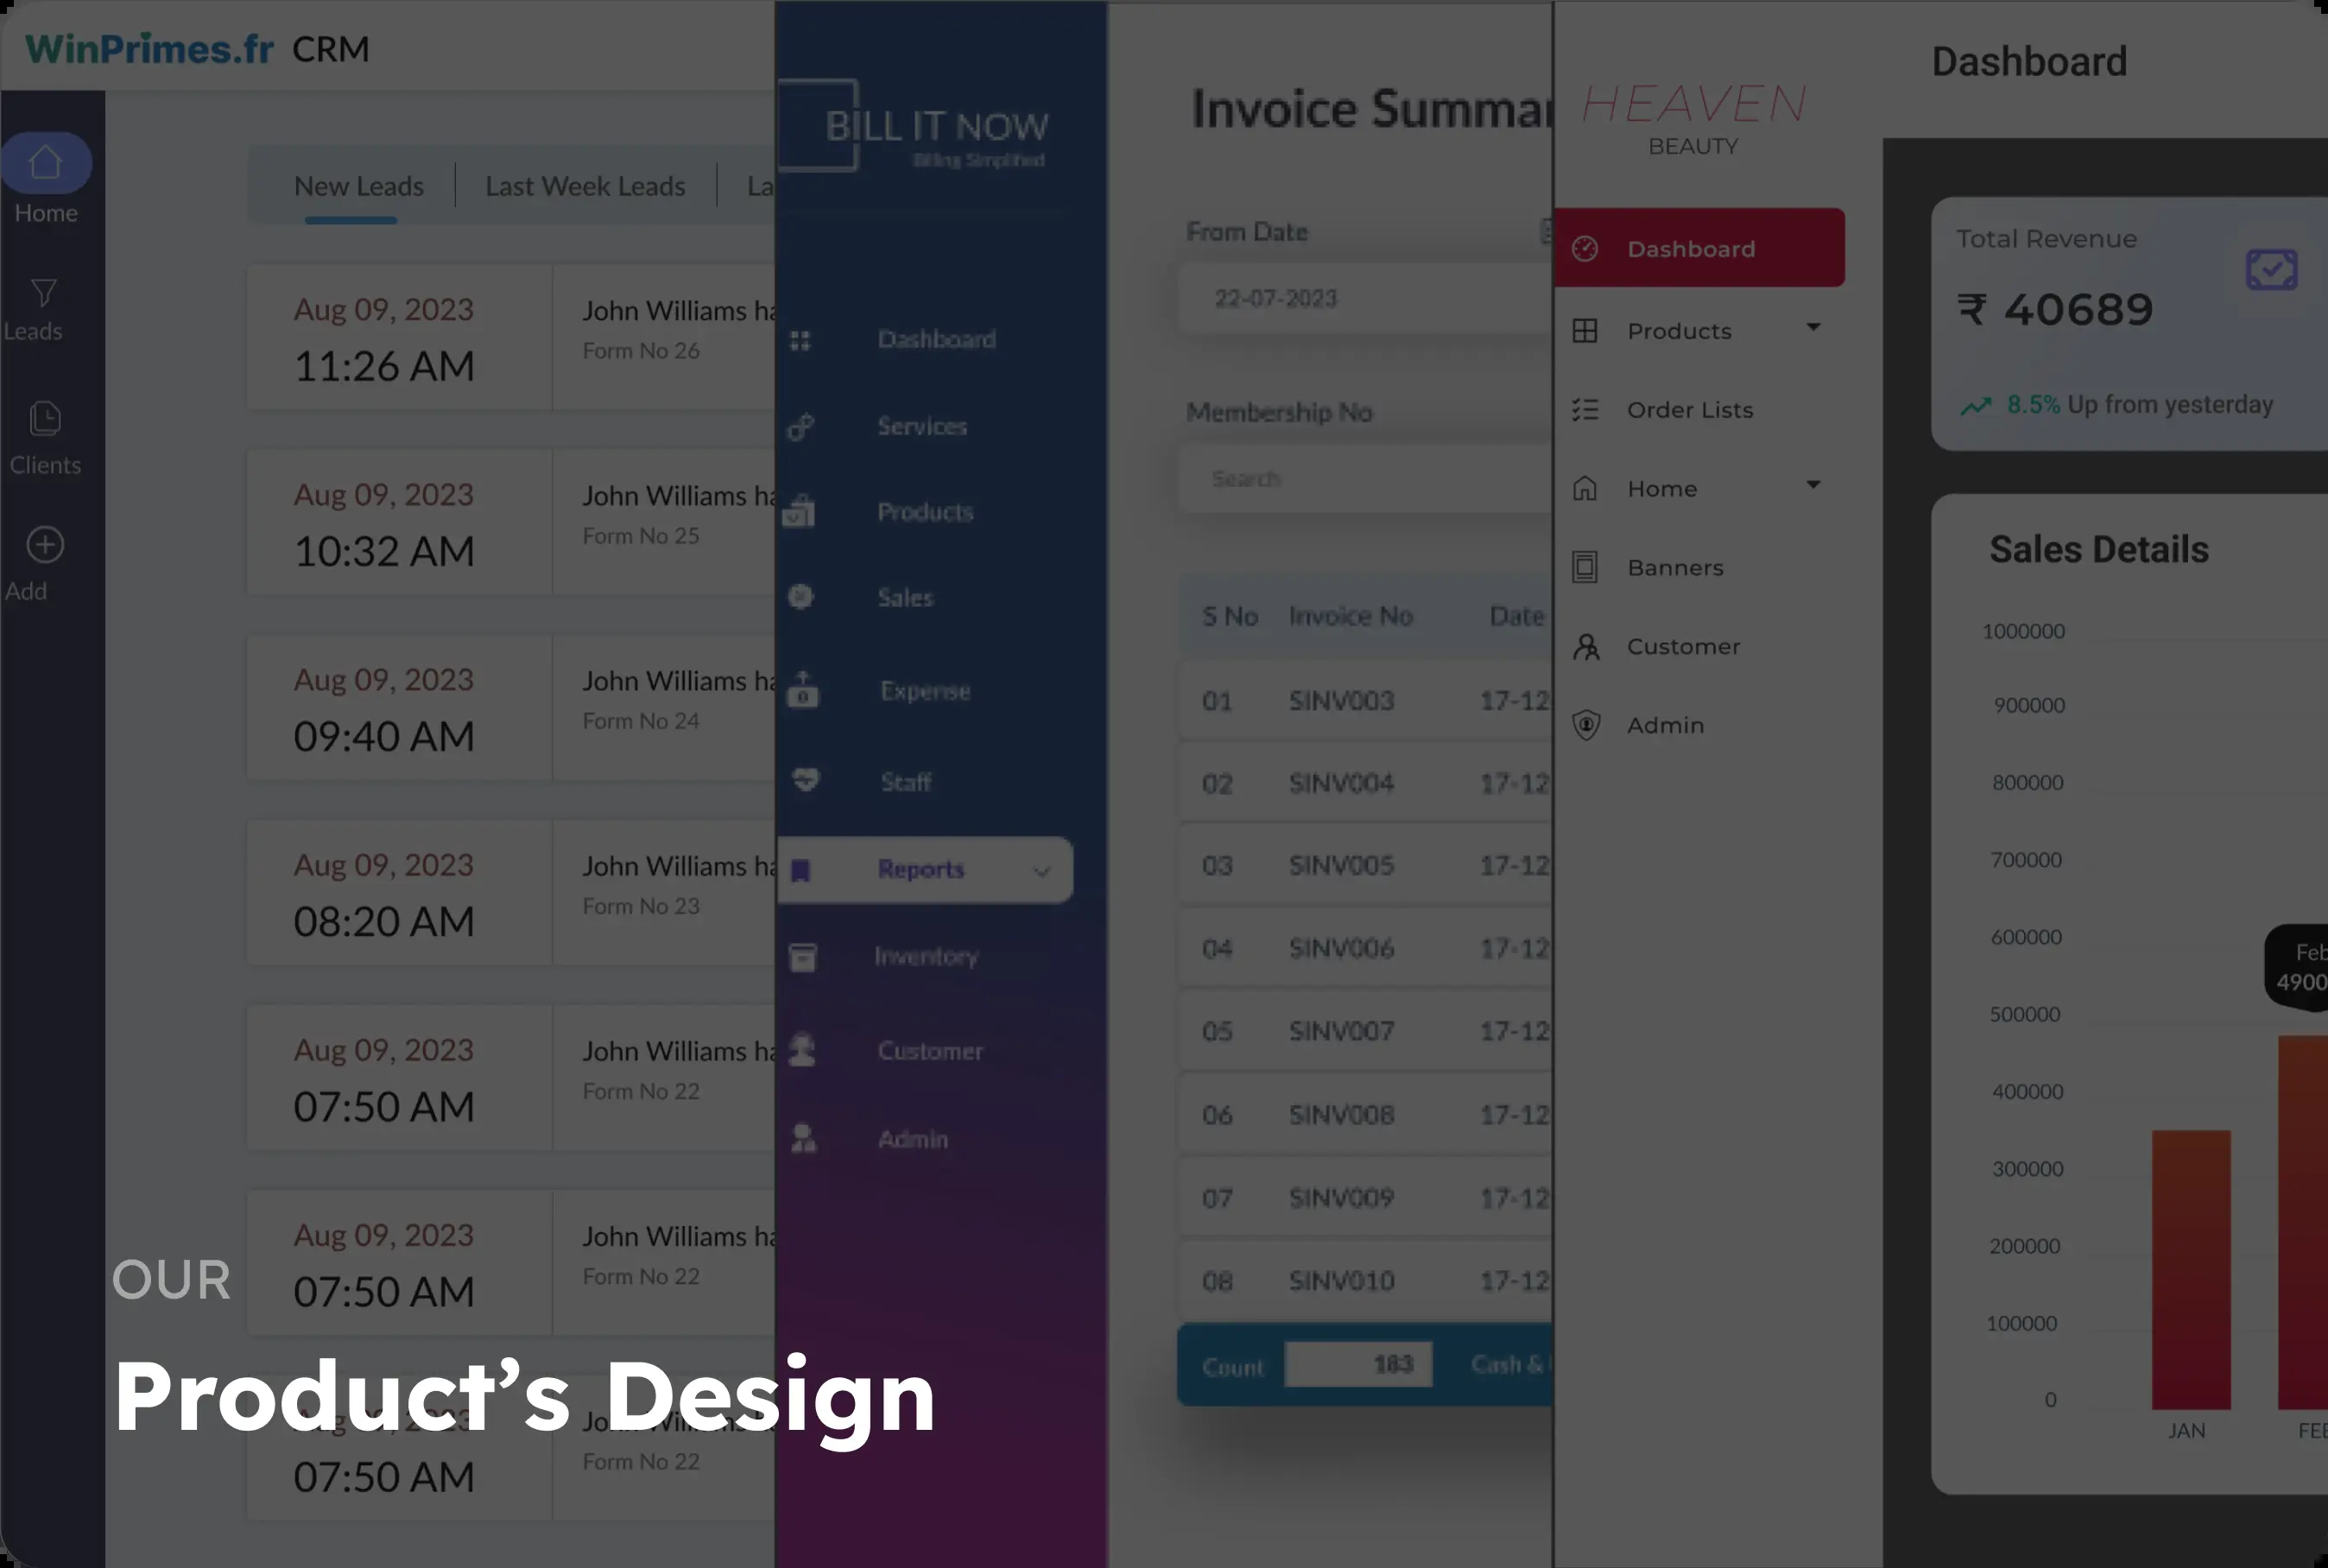 WinPrimes.fr CRM
Home
Leads
Clients
Add
New Leads
Last Week Leads
La
Aug 09, 2023
11:26 AM
John Williams ha
Form No 26
Aug 09, 2023
10:32 AM
John Williams ha
Form No 25
Aug 09, 2023
09:40 AM
John Williams ha
Form No 24
Aug 09, 2023
08:20 AM
John Williams ha
Form No 23
Aug 09, 2023
07:50 AM
John Williams ha
Form No 22
Aug 09, 2023
07:50 AM
John Williams ha
Form No 22
Aug 09, 2023
07:50 AM
John Williams
Form No 22
OUR
Product’s Design
BILL IT NOW
Billing Simplified
Dashboard
Services
Products
Sales
Expense
Staff
Reports
Inventory
Customer
Admin
Invoice Summar
From Date
22-07-2023
Membership No
Search
S No Invoice No Date
01 SINV003 17-12
02 SINV004 17-12
03 SINV005 17-12
04 SINV006 17-12
05 SINV007 17-12
06 SINV008 17-12
07 SINV009 17-12
08 SINV010 17-12
Count 183 Cash &
HEAVEN
BEAUTY
Dashboard
Products
Order Lists
Home
Banners
Customer
Admin
Dashboard
Total Revenue
₹ 40689
8.5% Up from yesterday
Sales Details
1000000
900000
800000
700000
600000
500000
400000
300000
200000
100000
0
Feb
4900
JAN
FEB